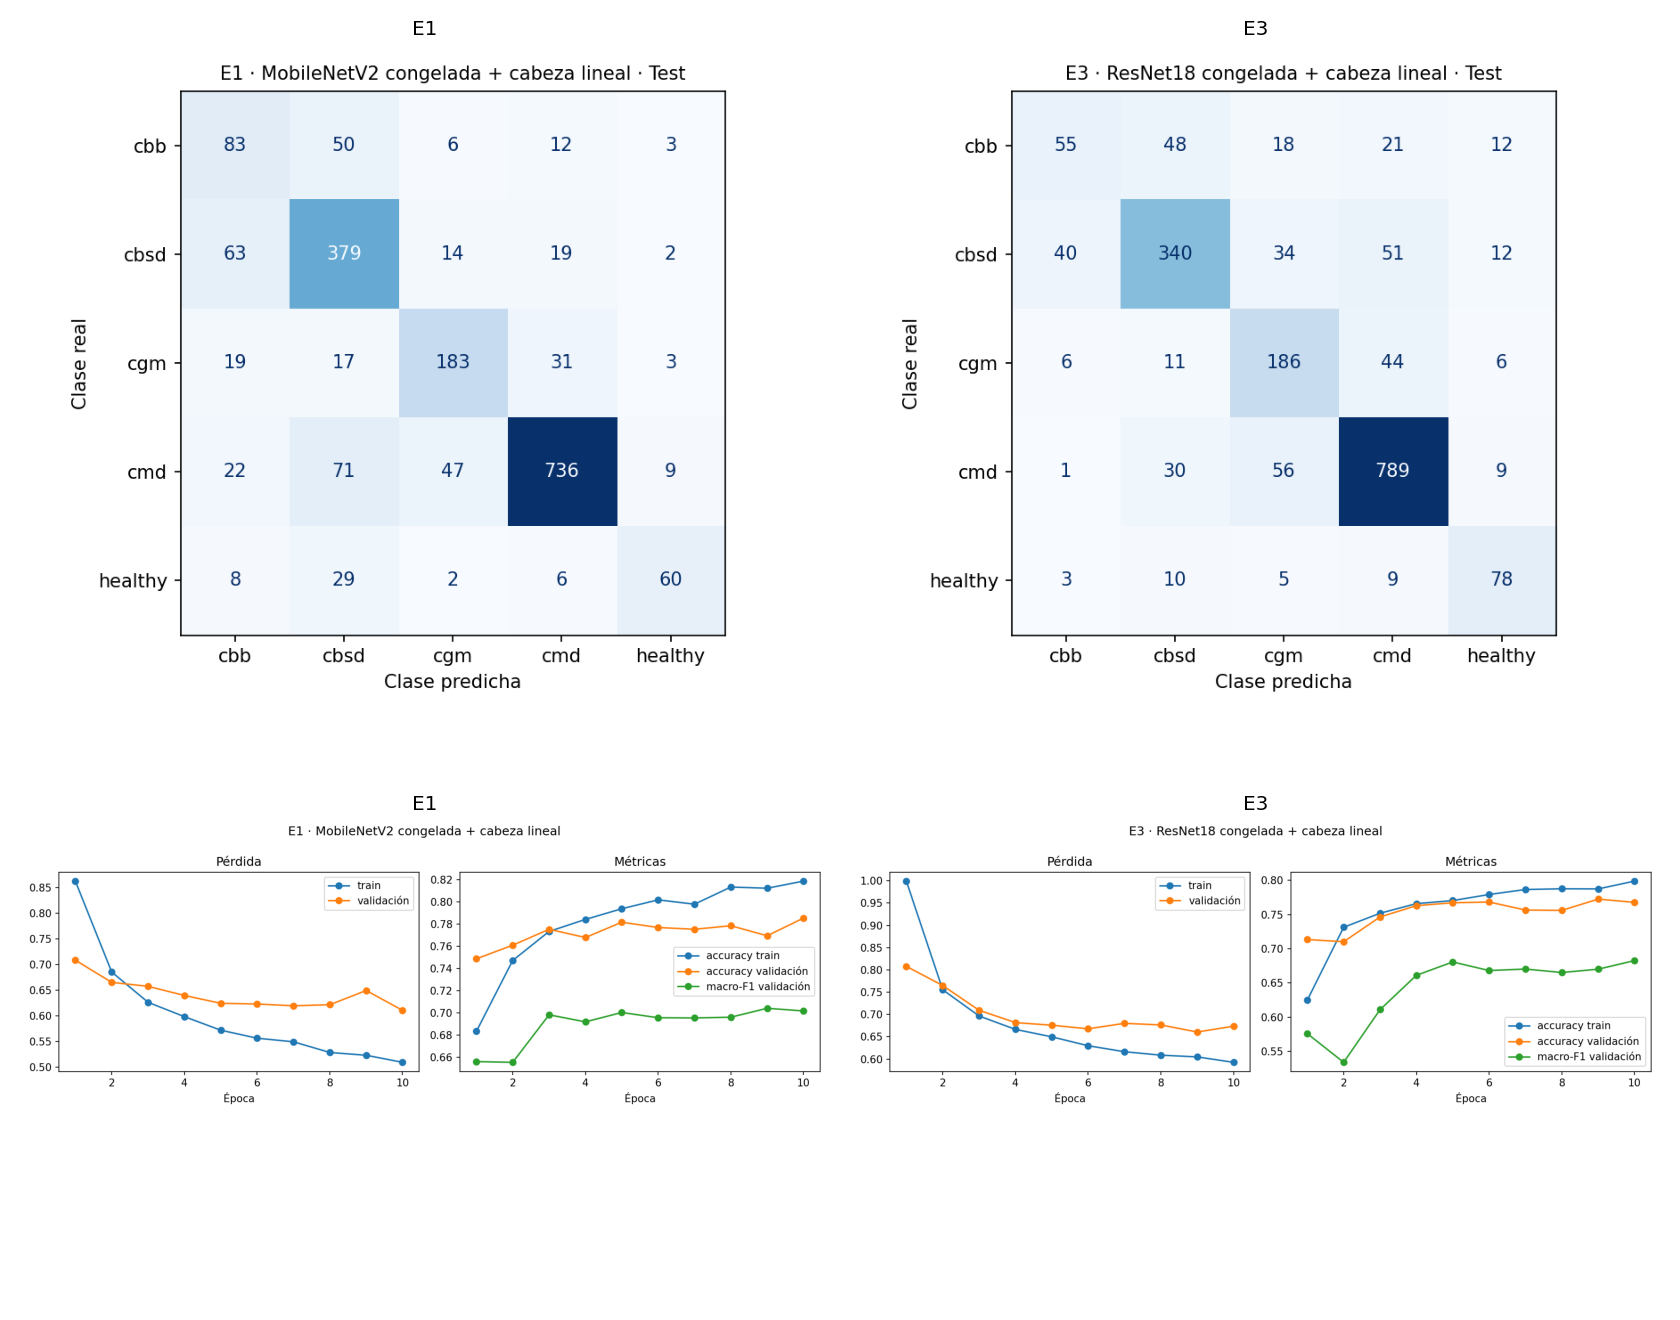 E1
E1 · MobileNetV2 congelada + cabeza lineal · Test
Clase real
cbb 83 50 6 12 3
cbsd 63 379 14 19 2
cgm 19 17 183 31 3
cmd 22 71 47 736 9
healthy 8 29 2 6 60
cbb cbsd cgm cmd healthy
Clase predicha
E3
E3 · ResNet18 congelada + cabeza lineal · Test
Clase real
cbb 55 48 18 21 12
cbsd 40 340 34 51 12
cgm 6 11 186 44 6
cmd 1 30 56 789 9
healthy 3 10 5 9 78
cbb cbsd cgm cmd healthy
Clase predicha
E1
E1 · MobileNetV2 congelada + cabeza lineal
Pérdida
train
validación
0.85
0.80
0.75
0.70
0.65
0.60
0.55
0.50
2 4 6 8 10
Época
Métricas
0.82
0.80
0.78
0.76
0.74
0.72
0.70
0.68
0.66
accuracy train
accuracy validación
macro-F1 validación
2 4 6 8 10
Época
E3
E3 · ResNet18 congelada + cabeza lineal
Pérdida
train
validación
1.00
0.95
0.90
0.85
0.80
0.75
0.70
0.65
0.60
2 4 6 8 10
Época
Métricas
0.80
0.75
0.70
0.65
0.60
0.55
accuracy train
accuracy validación
macro-F1 validación
2 4 6 8 10
Época